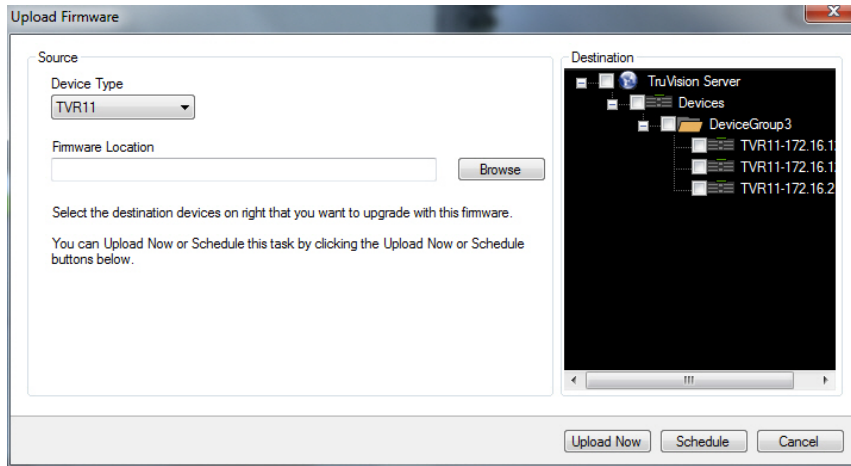 Upload Firmware
Source
Device Type
TVR11
Firmware Location
Browse
Select the destination devices on right that you want to upgrade with this firmware.
You can Upload Now or Schedule this task by clicking the Upload Now or Schedule
buttons below.
Destination
TruVision Server
Devices
DeviceGroup3
TVR11-172.16.1
TVR11-172.16.1
TVR11-172.16.2
Upload Now
Schedule
Cancel